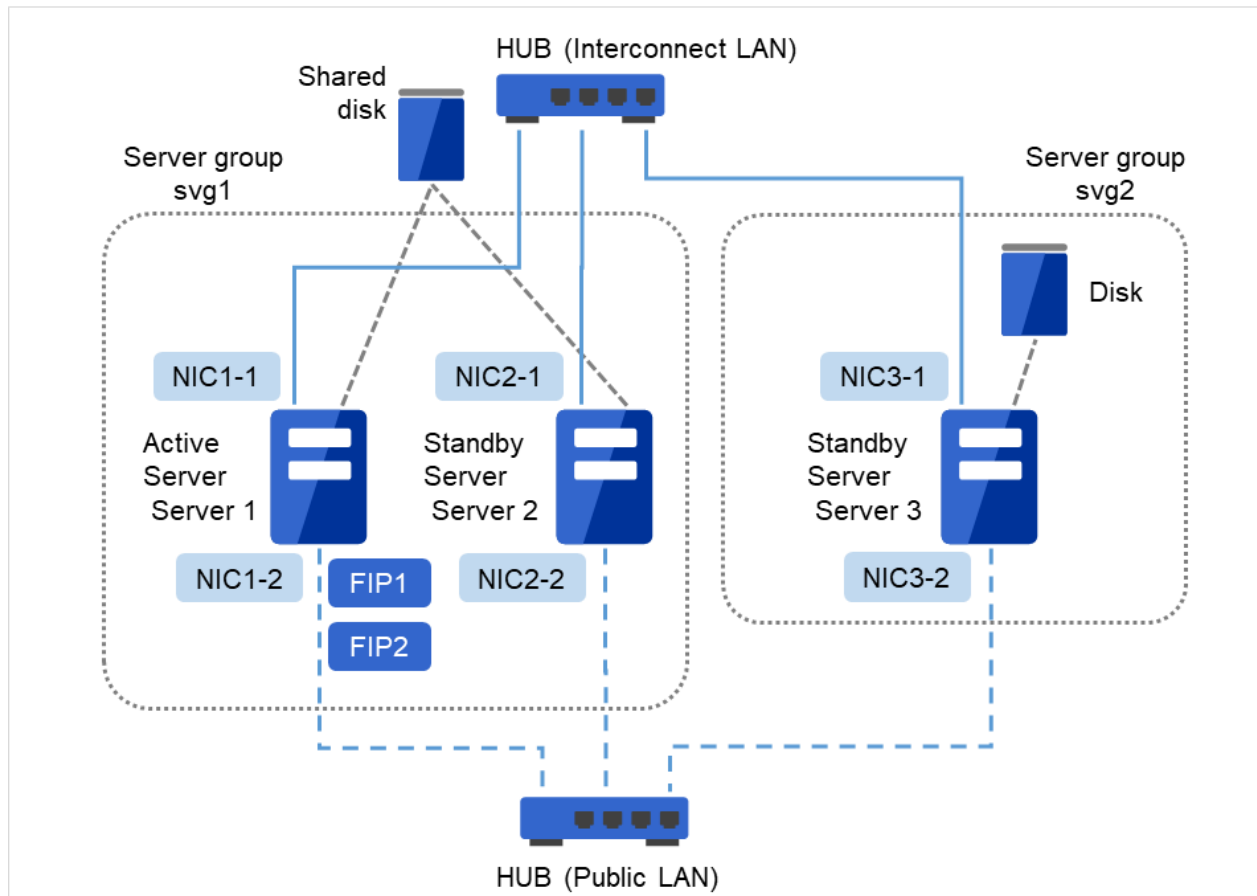 HUB (Interconnect LAN)
Shared
disk
Server group
svg1
Server group
svg2
Disk
NIC1-1
NIC2-1
NIC3-1
Active
Server
Server 1
Standby
Server
Server 2
Standby
Server
Server 3
NIC1-2
FIP1
NIC2-2
NIC3-2
FIP2
HUB (Public LAN)